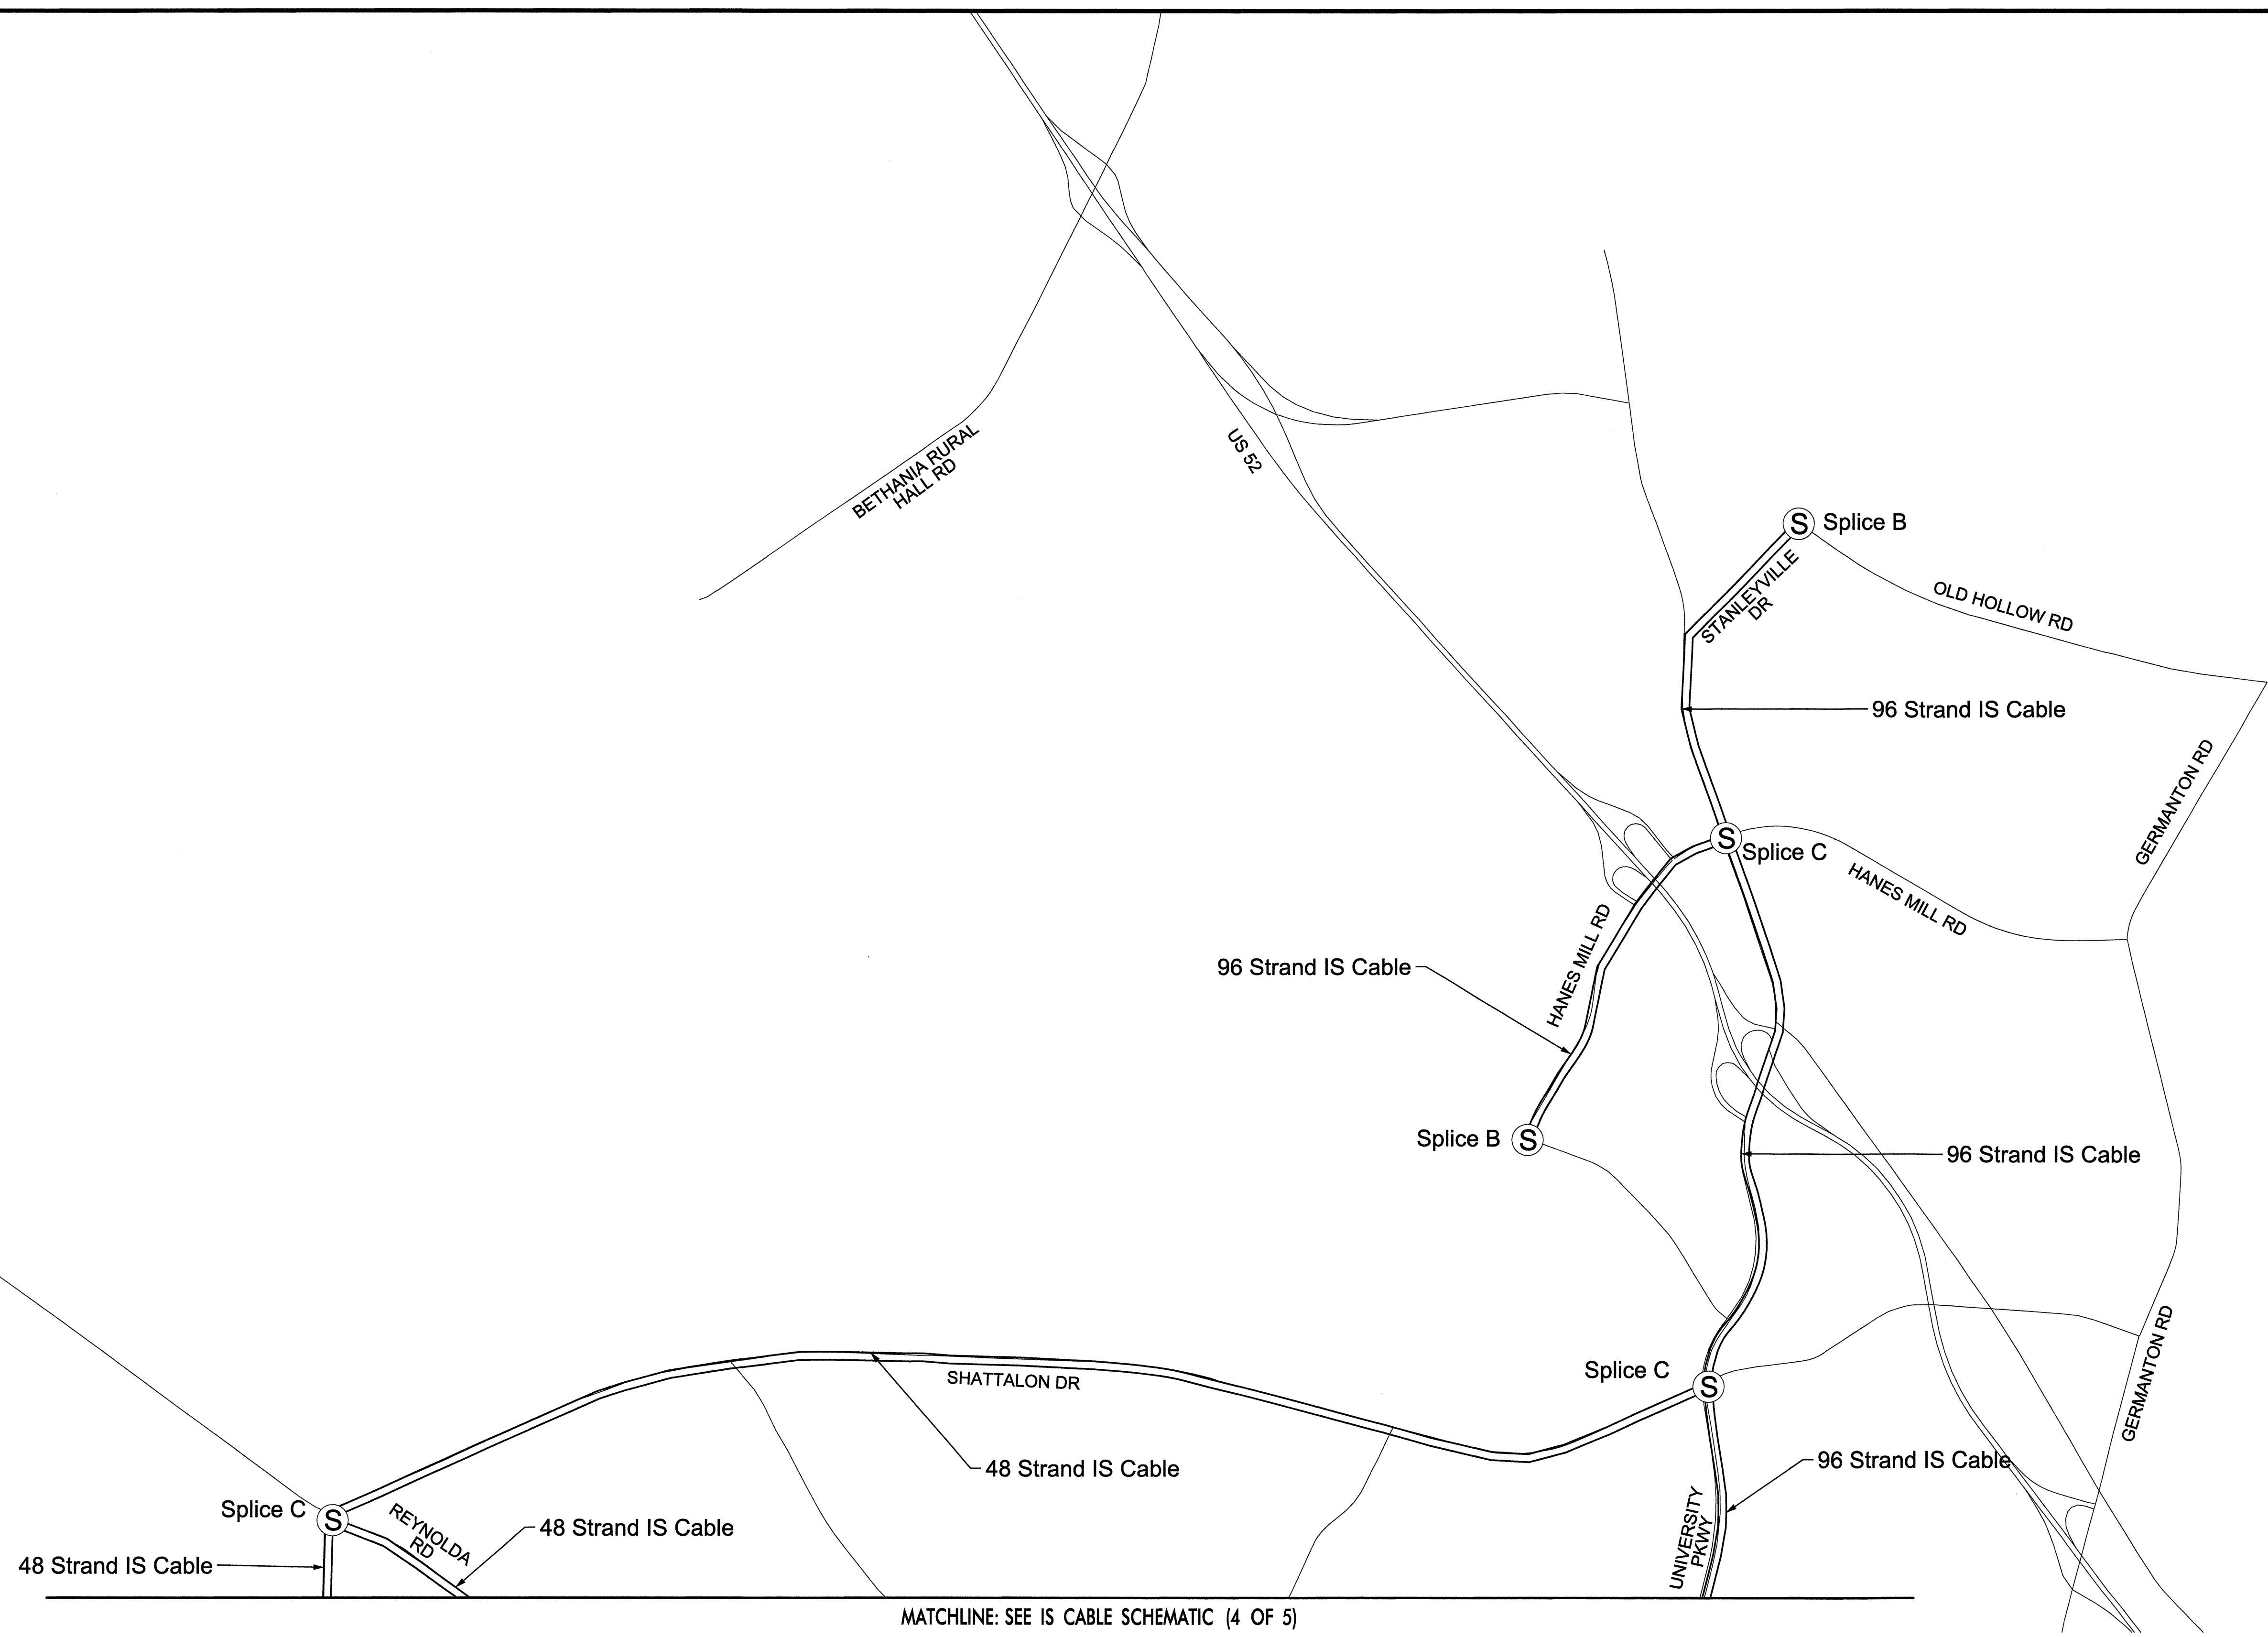 BETHANIA RURAL
HALL RD
US 52
S Splice B
STANLEYVILLE
DR
OLD HOLLOW RD
96 Strand IS Cable
GERMANTON RD
S
Splice C
HANES MILL RD
HANES MILL RD
96 Strand IS Cable
Splice B S
96 Strand IS Cable
GERMANTON RD
Splice C
S
SHATTALON DR
48 Strand IS Cable
96 Strand IS Cable
UNIVERSITY
PKWY
Splice C S
REYNOLDA
RD
48 Strand IS Cable
48 Strand IS Cable
MATCHLINE: SEE IS CABLE SCHEMATIC (4 OF 5)